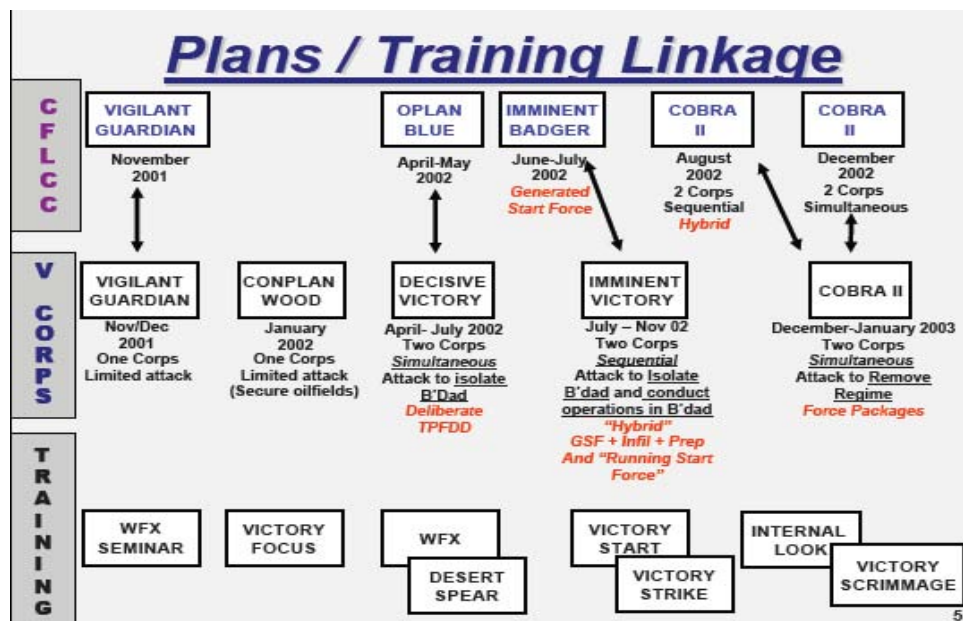 Plans / Training Linkage
CFLCC
VIGILANT
GUARDIAN
November
2001
OPLAN
BLUE
April-May
2002
IMMINENT
BADGER
June-July
2002
Generated
Start Force
COBRA
II
August
2002
2 Corps
Sequential
Hybrid
COBRA
II
December
2002
2 Corps
Simultaneous
V CORPS
VIGILANT
GUARDIAN
Nov/Dec
2001
One Corps
Limited attack
CONPLAN
WOOD
January
2002
One Corps
Limited attack
(Secure oilfields)
DECISIVE
VICTORY
April- July 2002
Two Corps
Simultaneous
Attack to isolate
B'Dad
Deliberate
TPFDD
IMMINENT
VICTORY
July – Nov 02
Two Corps
Sequential
Attack to Isolate
B'dad and conduct
operations in B'dad
"Hybrid"
GSF + Infil + Prep
And "Running Start
Force"
COBRA II
December-January 2003
Two Corps
Simultaneous
Attack to Remove
Regime
Force Packages
TRAINING
WFX
SEMINAR
VICTORY
FOCUS
WFX
DESERT
SPEAR
VICTORY
START
VICTORY
STRIKE
INTERNAL
LOOK
VICTORY
SCRIMMAGE
5